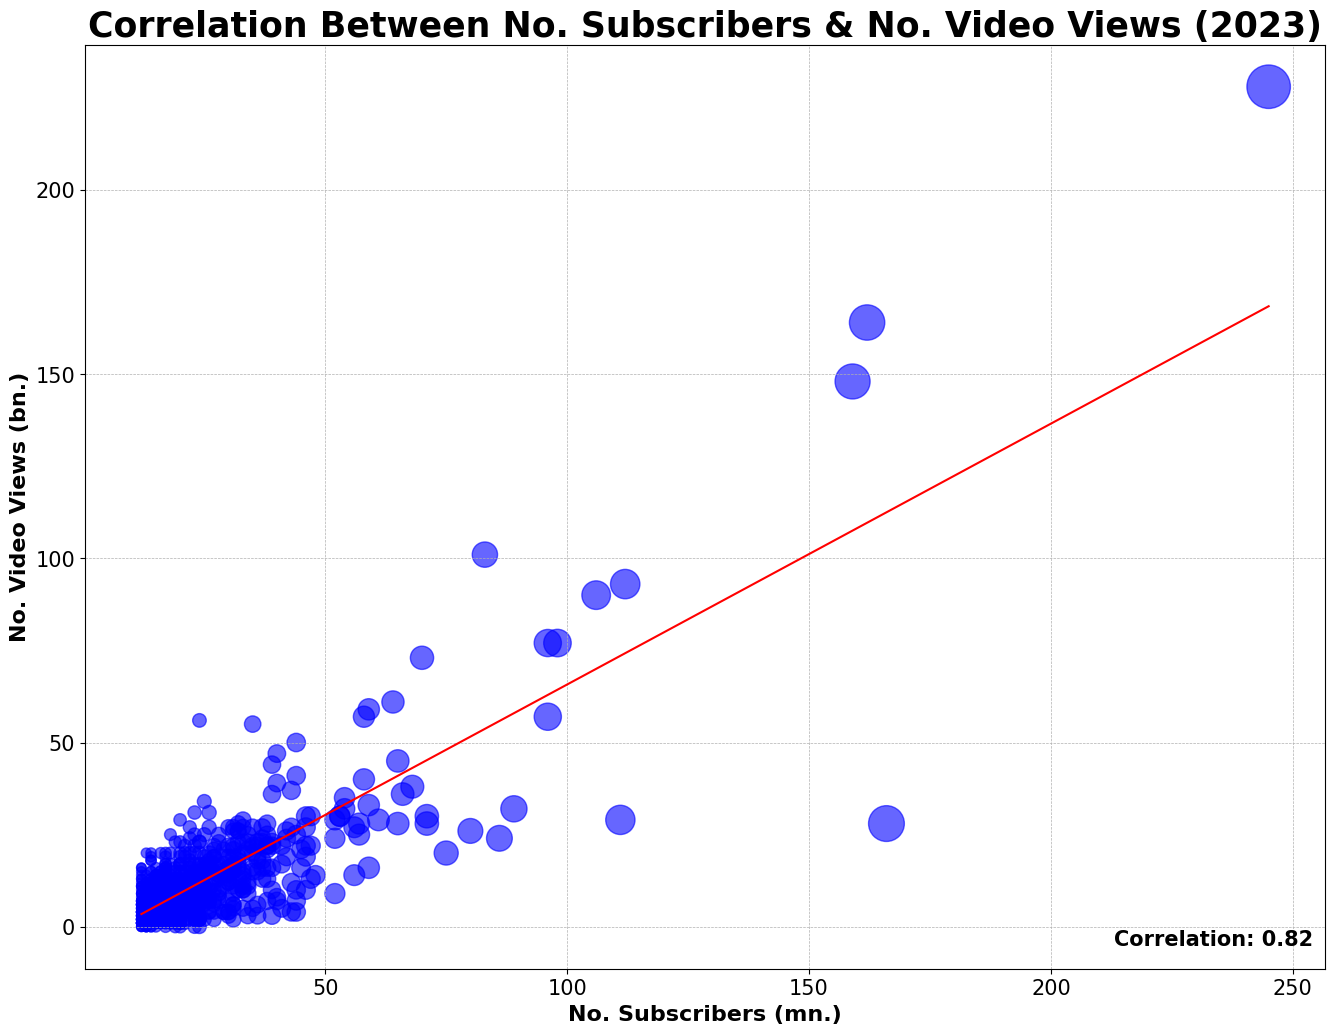 Correlation Between No. Subscribers & No. Video Views (2023)
No. Video Views (bn.)
200
150
100
50
0
Correlation: 0.82
50 100 150 200 250
No. Subscribers (mn.)